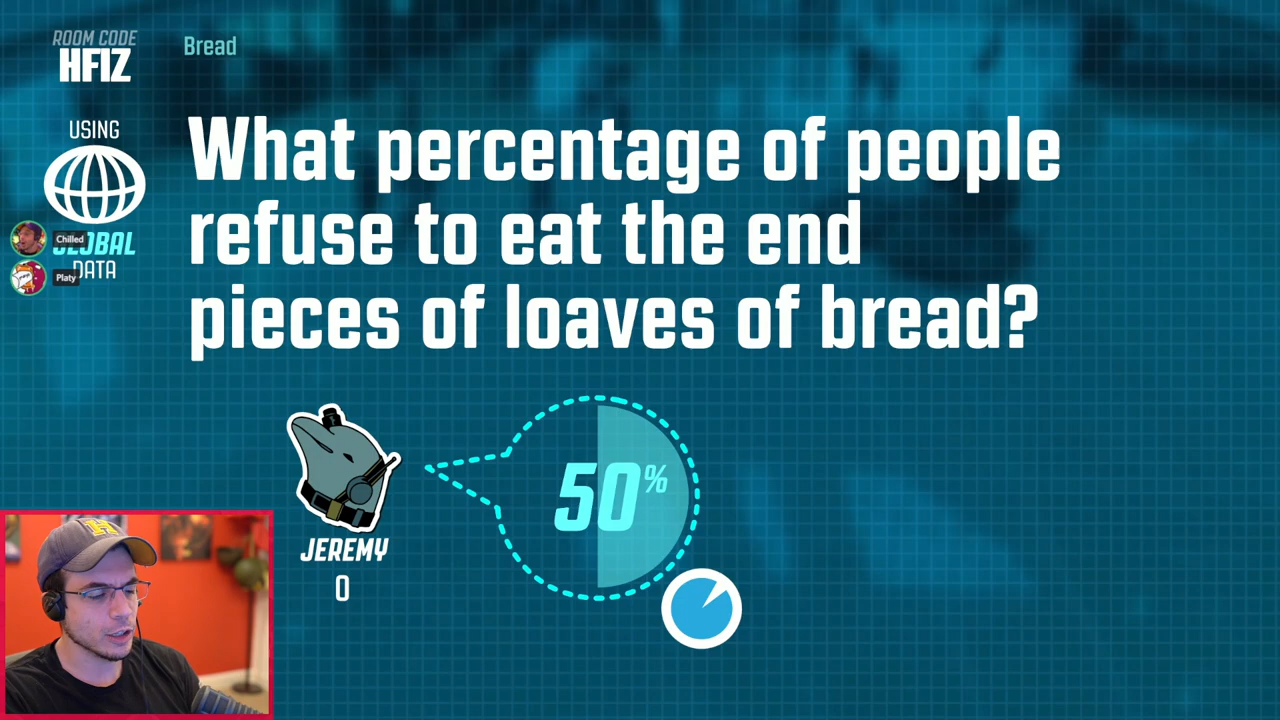 ROOM CODE
HFIZ
Bread
USING
GLOBAL
DATA
Chilled
Platy
What percentage of people
refuse to eat the end
pieces of loaves of bread?
50%
JEREMY
0
H